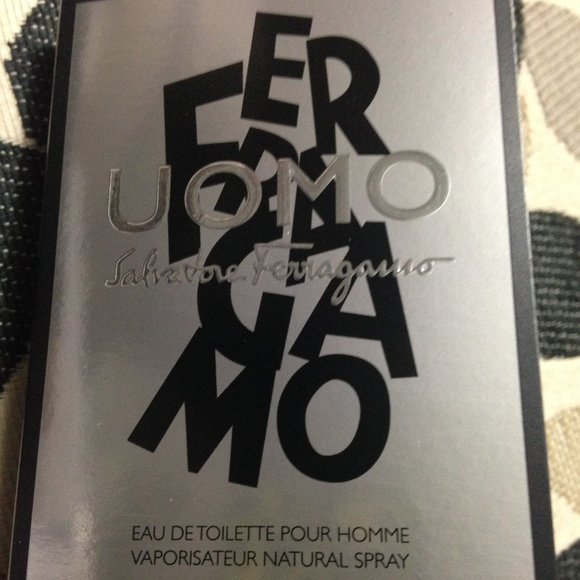 FERRAGAMO
UOMO
Salvatore Ferragamo
EAU DE TOILETTE POUR HOMME
VAPORISATEUR NATURAL SPRAY